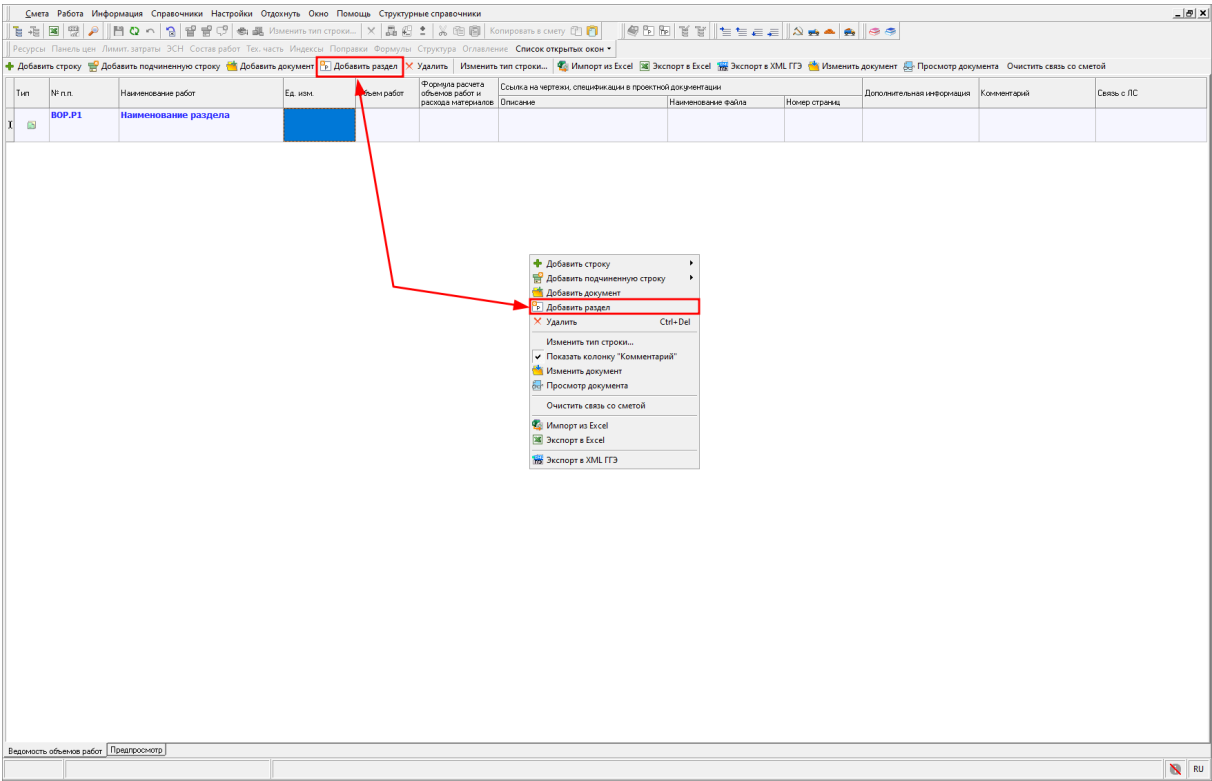 Смета Работа Информация Справочники Настройки Отдохнуть Окно Помощь Структурные справочники
Изменить тип строки... Копировать в смету
Ресурсы Панель цен Лимит. затраты ЭСН Состав работ Тех. часть Индексы Поправки Формулы Структура Оглавление Список открытых окон
Добавить строку Добавить подчиненную строку Добавить документ Добавить раздел Удалить Изменить тип строки... Импорт из Excel Экспорт в Excel Экспорт в XML ГГЭ Изменить документ Просмотр документа Очистить связь со сметой
Тип № п.п. Наименование работ Ед. изм. Объем работ
Формула расчета
объемов работ и
расхода материалов
Ссылка на чертежи, спецификации в проектной документации
Описание Наименование файла Номер страниц
Дополнительная информация Комментарий Связь с ЛС
ВОР.Р1 Наименование раздела
Добавить строку
Добавить подчиненную строку
Добавить документ
Добавить раздел
Удалить Ctrl+Del
Изменить тип строки...
Показать колонку "Комментарий"
Изменить документ
Просмотр документа
Очистить связь со сметой
Импорт из Excel
Экспорт в Excel
Экспорт в XML ГГЭ
Ведомость объемов работ Предпросмотр
RU